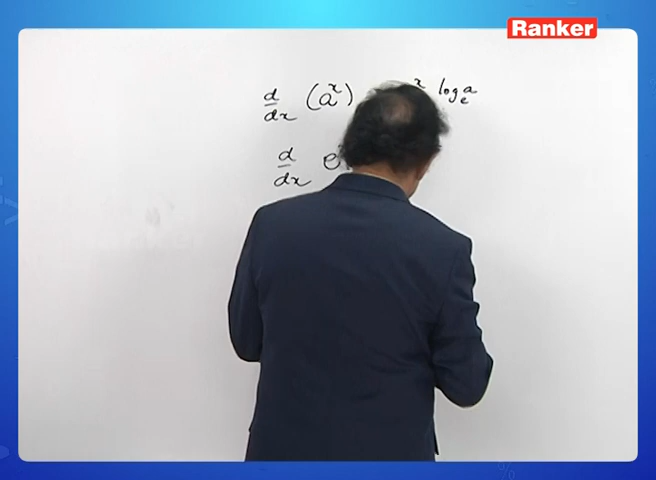 Ranker
d/dx (a^x) ^x log_e a
d/dx e